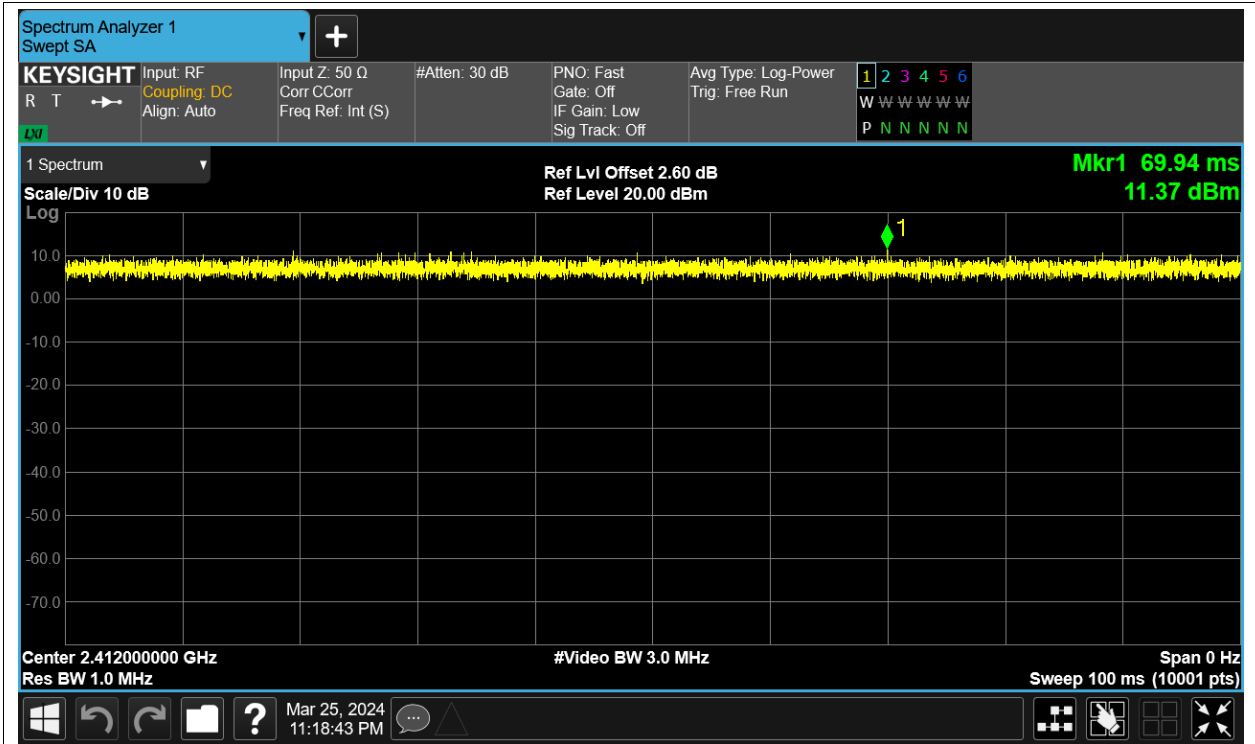 Spectrum Analyzer 1
Swept SA
KEYSIGHT
R T
LXI
Input: RF
Coupling: DC
Align: Auto
Input Z: 50 Ω
Corr CCorr
Freq Ref: Int (S)
#Atten: 30 dB
PNO: Fast
Gate: Off
IF Gain: Low
Sig Track: Off
Avg Type: Log-Power
Trig: Free Run
1 2 3 4 5 6
W W W W W W
P N N N N N
1 Spectrum
Scale/Div 10 dB
Ref Lvl Offset 2.60 dB
Ref Level 20.00 dBm
Mkr1 69.94 ms
11.37 dBm
Log
1
10.0
0.00
-10.0
-20.0
-30.0
-40.0
-50.0
-60.0
-70.0
Center 2.412000000 GHz
#Video BW 3.0 MHz
Span 0 Hz
Res BW 1.0 MHz
Sweep 100 ms (10001 pts)
?
Mar 25, 2024
11:18:43 PM